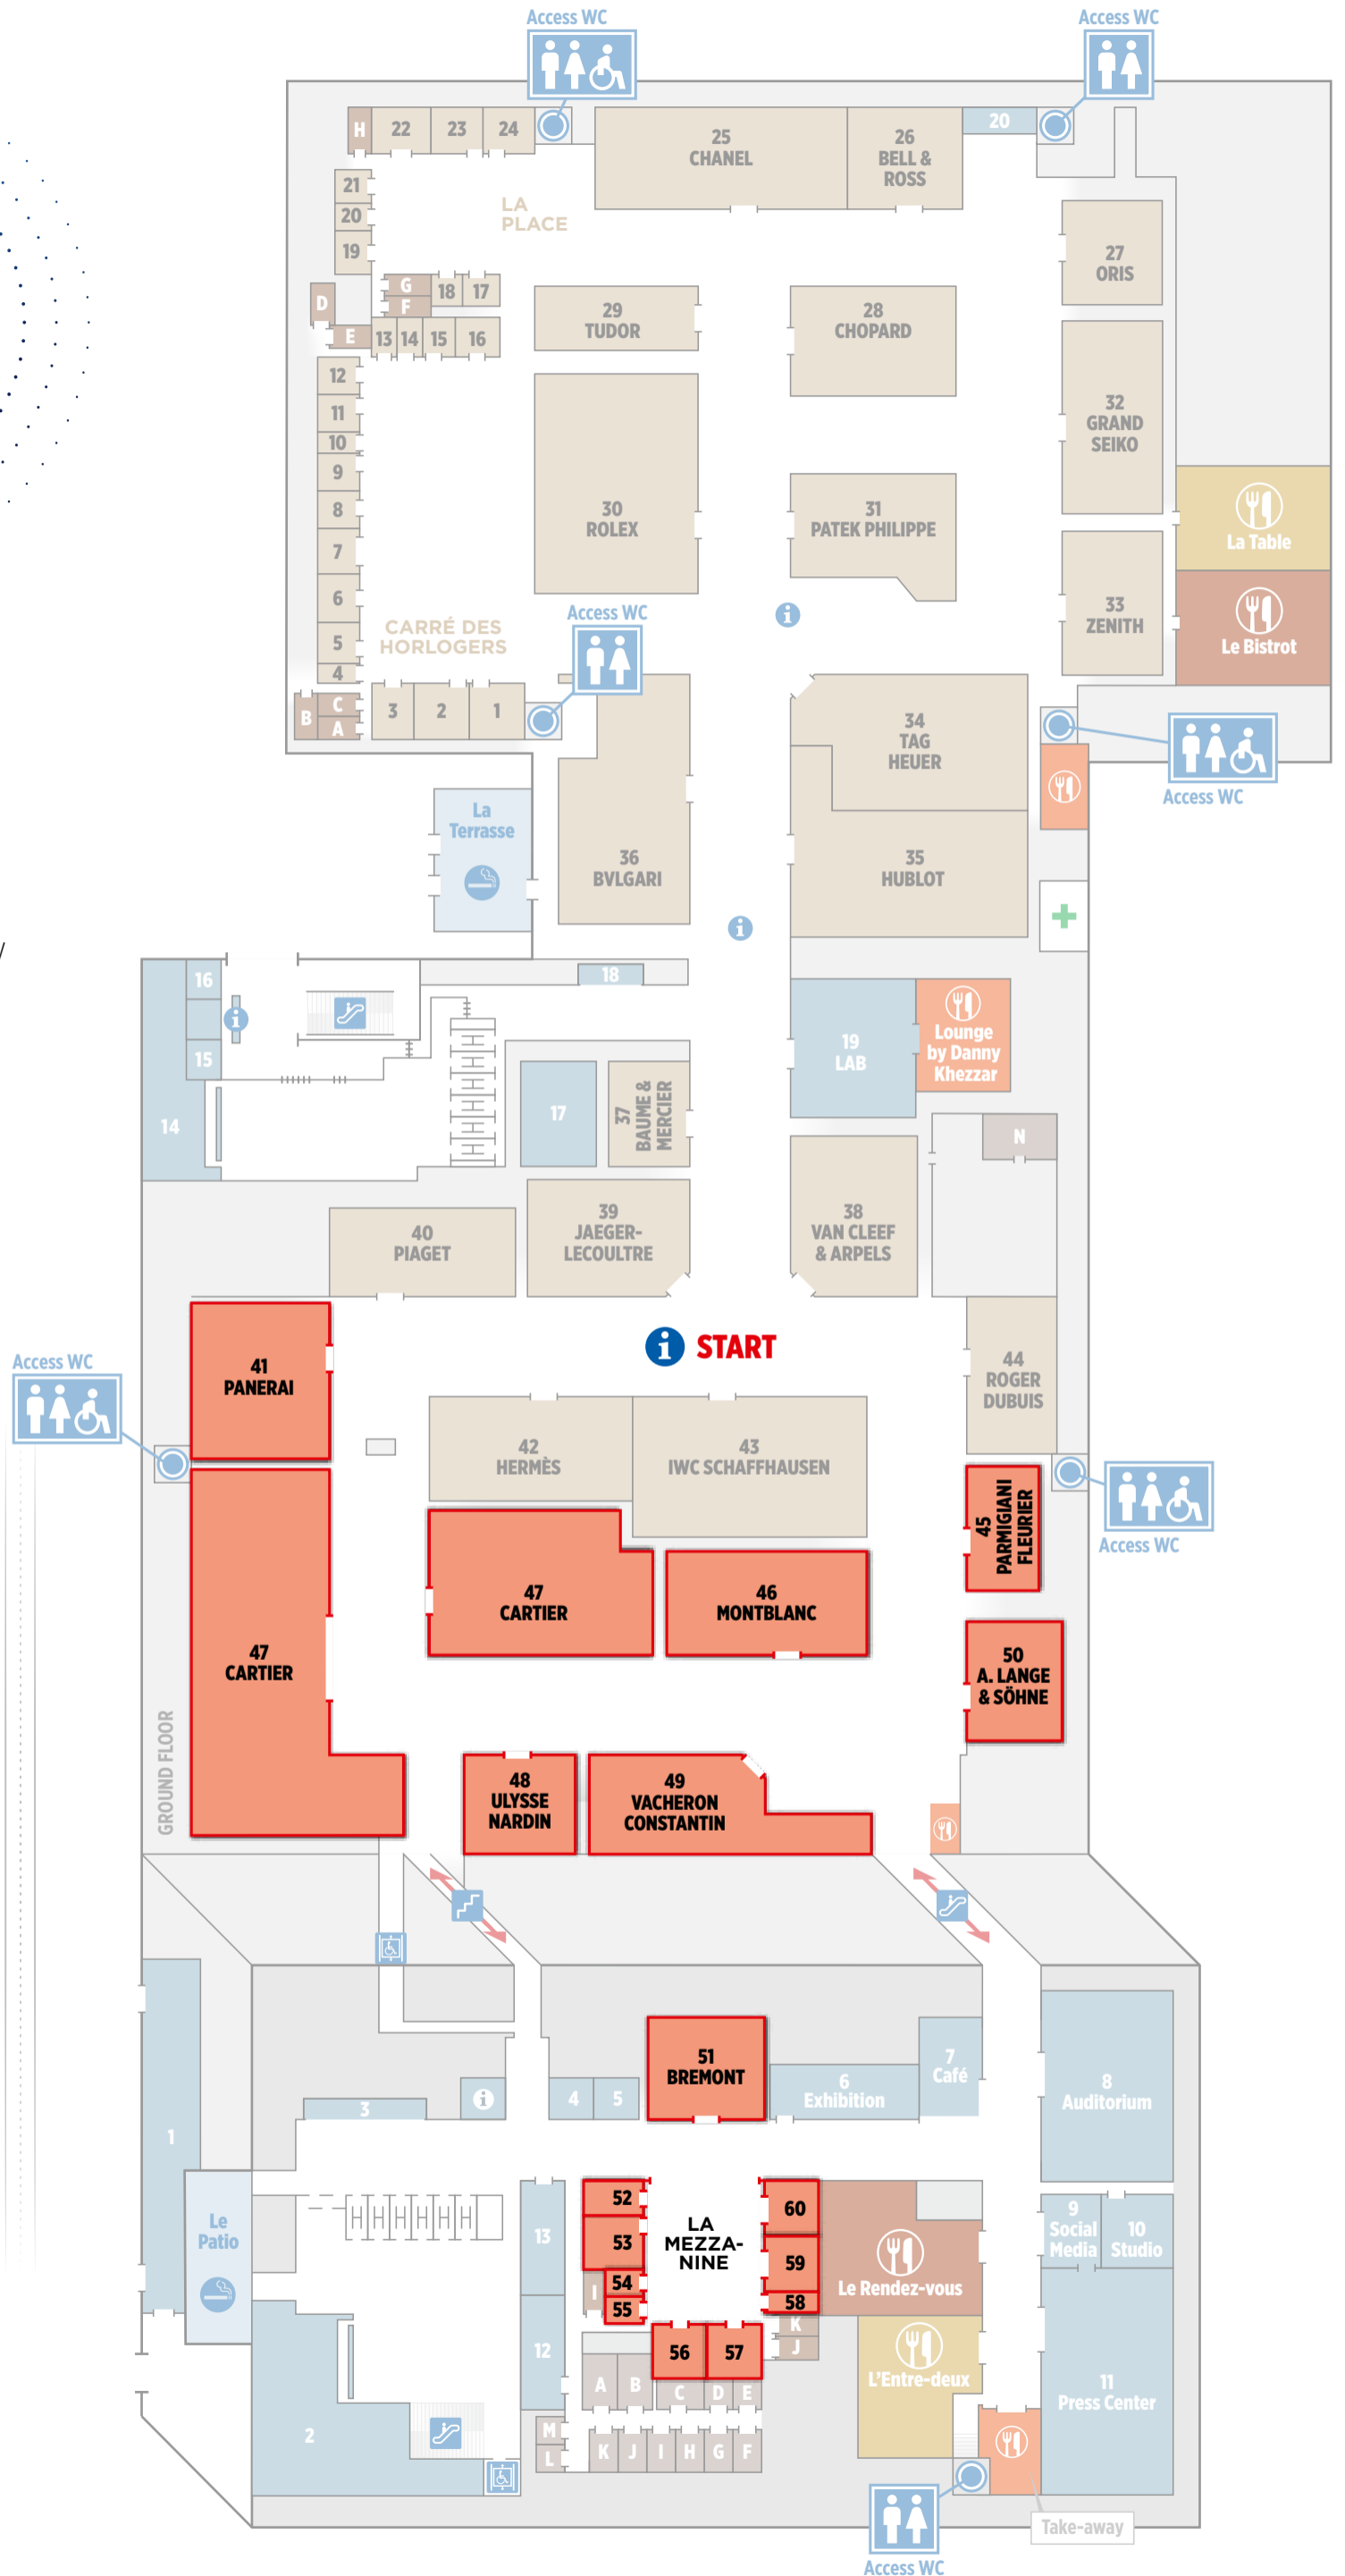 Access WC
Access WC
H
22
23
24
25
CHANEL
26
BELL &
ROSS
20
21
20
19
LA
PLACE
27
ORIS
D
G
F
18
17
E
13
14
15
16
29
TUDOR
28
CHOPARD
12
11
10
9
8
7
6
5
4
32
GRAND
SEIKO
30
ROLEX
31
PATEK PHILIPPE
La Table
33
ZENITH
Le Bistrot
CARRÉ DES
HORLOGERS
Access WC
B
C
A
3
2
1
34
TAG
HEUER
Access WC
La
Terrasse
36
BVLGARI
35
HUBLOT
16
15
14
18
19
LAB
Lounge
by Danny
Khezzar
17
37
BAUME &
MERCIER
N
40
PIAGET
39
JAEGER-
LECOULTRE
38
VAN CLEEF
& ARPELS
START
41
PANERAI
Access WC
44
ROGER
DUBUIS
42
HERMÈS
43
IWC SCHAFFHAUSEN
45
PARMIGIANI
FLEURIER
Access WC
47
CARTIER
47
CARTIER
46
MONTBLANC
50
A. LANGE
& SÖHNE
GROUND FLOOR
48
ULYSSE
NARDIN
49
VACHERON
CONSTANTIN
51
BREMONT
7
Café
6
Exhibition
8
Auditorium
3
4
5
1
Le
Patio
13
12
52
53
54
55
I
LA
MEZZA-
NINE
60
59
58
K
J
56
57
Le Rendez-vous
9
Social
Media
10
Studio
L'Entre-deux
11
Press Center
2
A
B
C
D
E
M
L
K
J
I
H
G
F
Take-away
Access WC